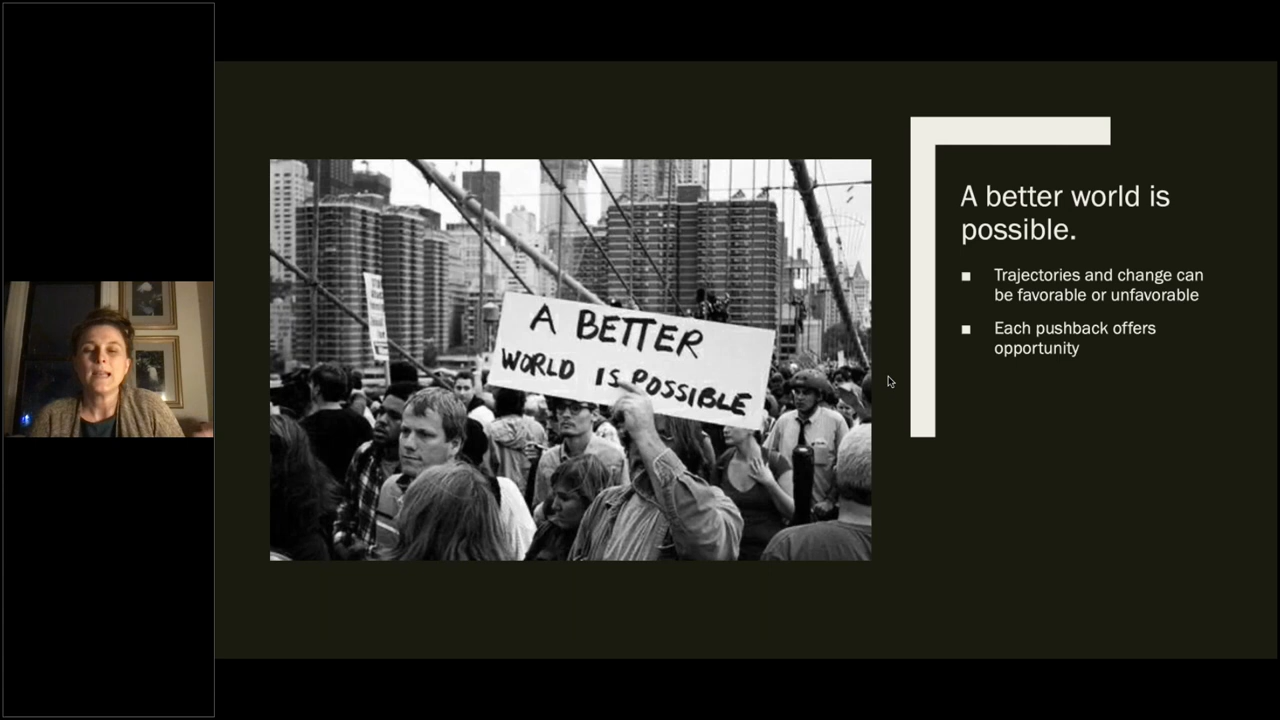 A BETTER
WORLD IS POSSIBLE
A better world is
possible.
Trajectories and change can
be favorable or unfavorable
Each pushback offers
opportunity